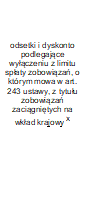 odsetki i dyskonto
podlegające
wyłączeniu z limitu
spłaty zobowiązań, o
którym mowa w art.
243 ustawy, z tytułu
zobowiązań
zaciągniętych na
wkład krajowy x